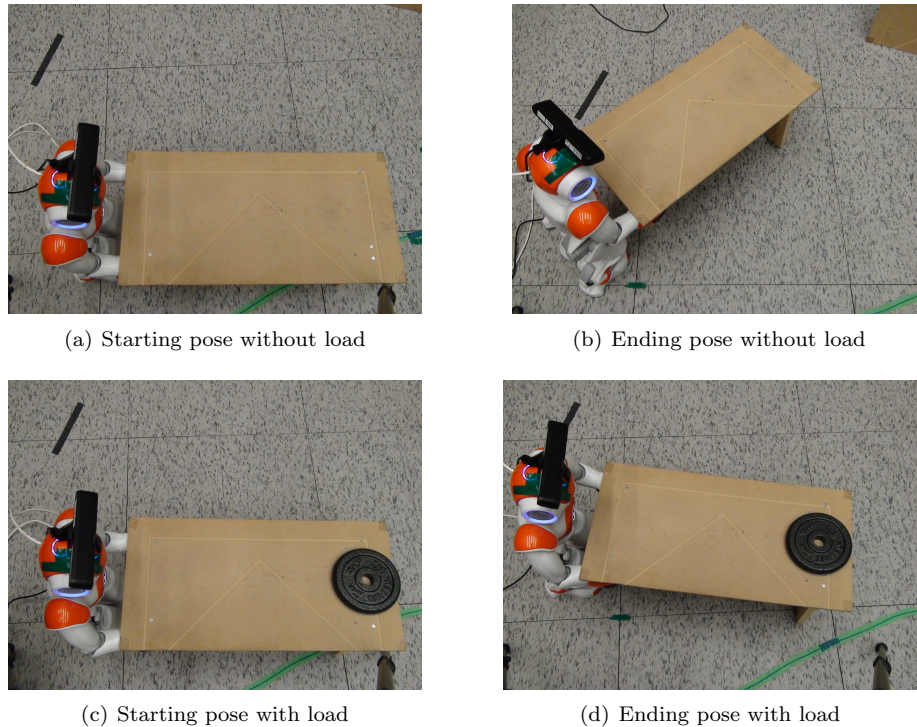 (a) Starting pose without load
(b) Ending pose without load
(c) Starting pose with load
(d) Ending pose with load